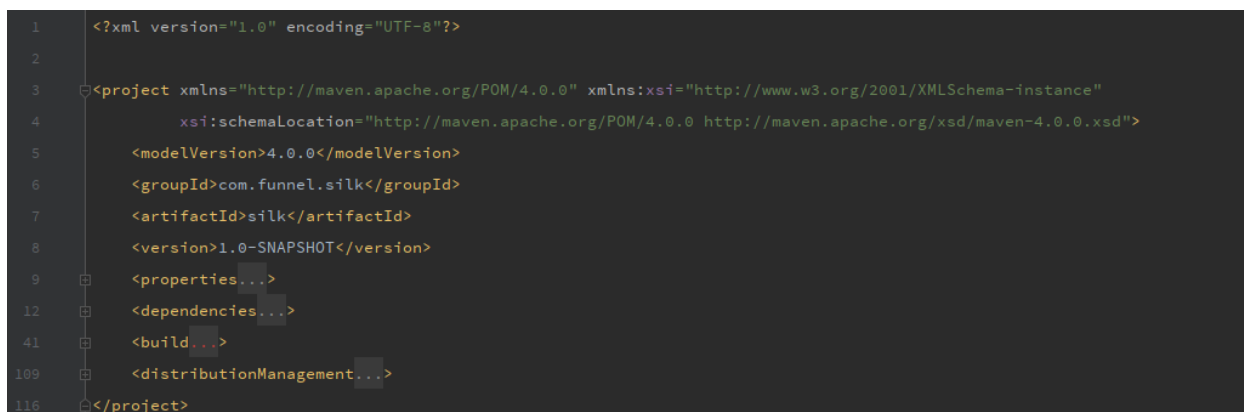 1 <?xml version="1.0" encoding="UTF-8"?>
2
3 <project xmlns="http://maven.apache.org/POM/4.0.0" xmlns:xsi="http://www.w3.org/2001/XMLSchema-instance"
4 xsi:schemaLocation="http://maven.apache.org/POM/4.0.0 http://maven.apache.org/xsd/maven-4.0.0.xsd">
5 <modelVersion>4.0.0</modelVersion>
6 <groupId>com.funnel.silk</groupId>
7 <artifactId>silk</artifactId>
8 <version>1.0-SNAPSHOT</version>
9 <properties...>
12 <dependencies...>
41 <build...>
109 <distributionManagement...>
116 </project>